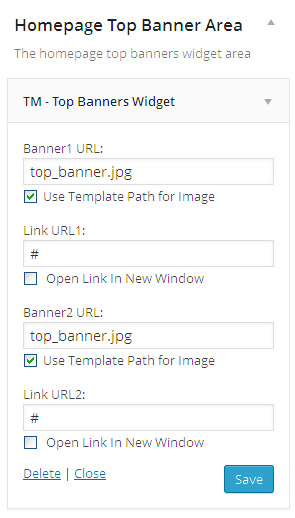 Homepage Top Banner Area
The homepage top banners widget area
TM - Top Banners Widget
Banner1 URL:
top_banner.jpg
Use Template Path for Image
Link URL1:
#
Open Link In New Window
Banner2 URL:
top_banner.jpg
Use Template Path for Image
Link URL2:
#
Open Link In New Window
Delete | Close
Save